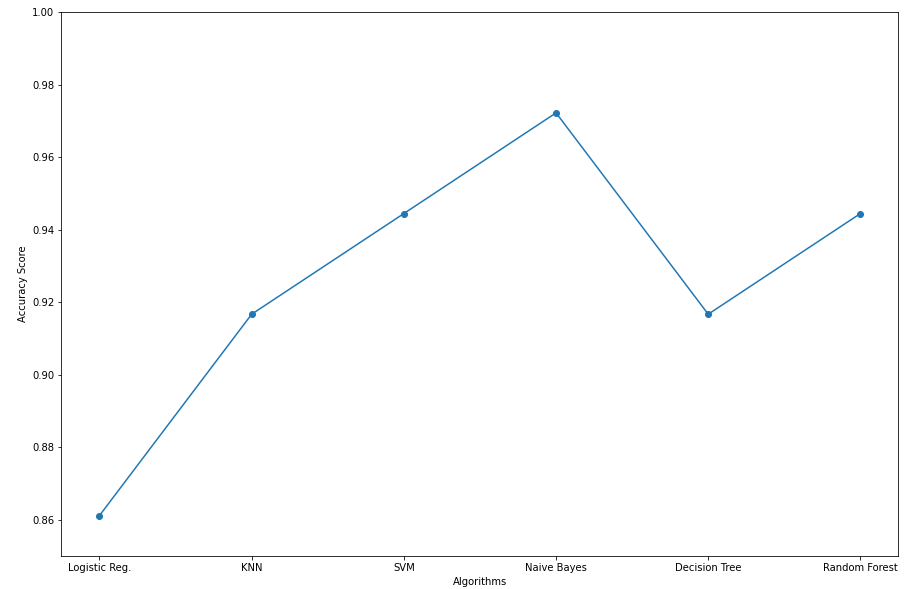 1.00
0.98
0.96
0.94
0.92
0.90
0.88
0.86
Accuracy Score
Logistic Reg. KNN SVM Naive Bayes Decision Tree Random Forest
Algorithms